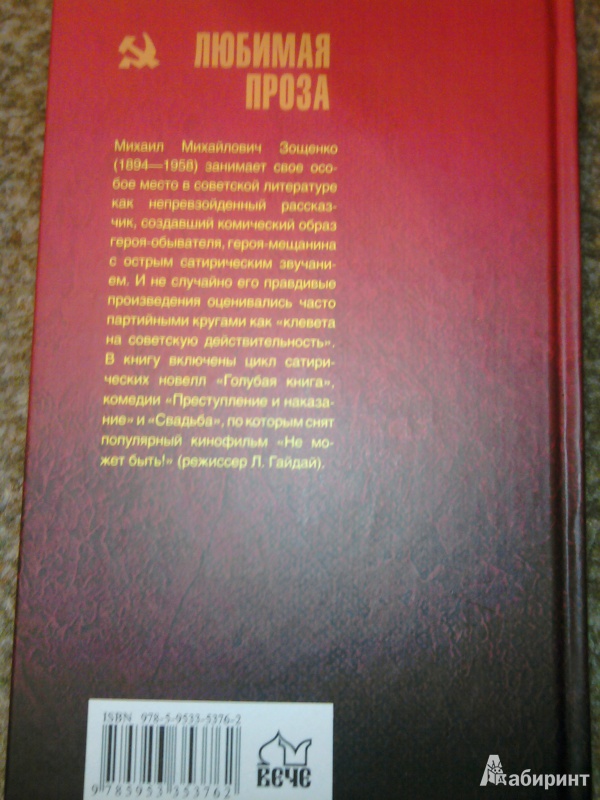 ЛЮБИМАЯ
ПРОЗА
Михаил Михайлович Зощенко
(1894—1958) занимает свое осо-
бое место в советской литературе
как непревзойденный рассказ-
чик, создавший комический образ
героя-обывателя, героя-мещанина
с острым сатирическим звучани-
ем. И не случайно его правдивые
произведения оценивались часто
партийными кругами как «клевета
на советскую действительность».
В книгу включены цикл сатири-
ческих новелл «Голубая книга»,
комедии «Преступление и наказа-
ние» и «Свадьба», по которым снят
популярный кинофильм «Не мо-
жет быть!» (режиссер Л. Гайдай).
ISBN 978-5-9533-5376-2
9 785953 353762
ВЕЧЕ
Лабиринт